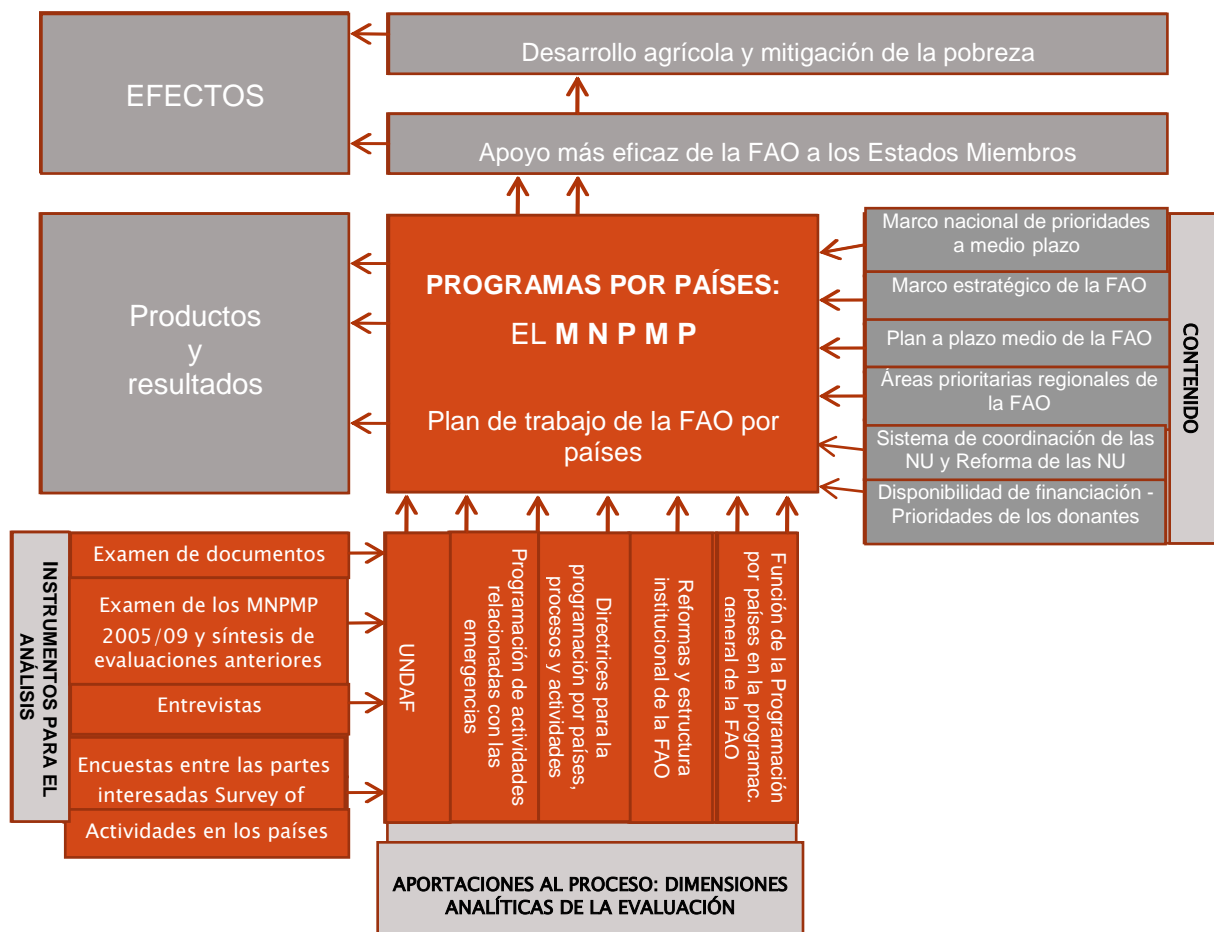 EFECTOS
Desarrollo agrícola y mitigación de la pobreza
Apoyo más eficaz de la FAO a los Estados Miembros
Productos
y
resultados
PROGRAMAS POR PAÍSES:
EL M N P M P
Plan de trabajo de la FAO por
países
Marco nacional de prioridades
a medio plazo
Marco estratégico de la FAO
Plan a plazo medio de la FAO
Áreas prioritarias regionales de
la FAO
Sistema de coordinación de las
NU y Reforma de las NU
Disponibilidad de financiación -
Prioridades de los donantes
CONTENIDO
INSTRUMENTOS PARA EL
ANÁLISIS
Examen de documentos
Examen de los MNPMP
2005/09 y síntesis de
evaluaciones anteriores
Entrevistas
Encuestas entre las partes
interesadas Survey of
Actividades en los países
UNDAF
Programación de actividades
relacionadas con las
emergencias
Directrices para la
programación por países,
procesos y actividades
Reformas y estructura
institucional de la FAO
Función de la Programación
por países en la programac.
general de la FAO
APORTACIONES AL PROCESO: DIMENSIONES
ANALÍTICAS DE LA EVALUACIÓN